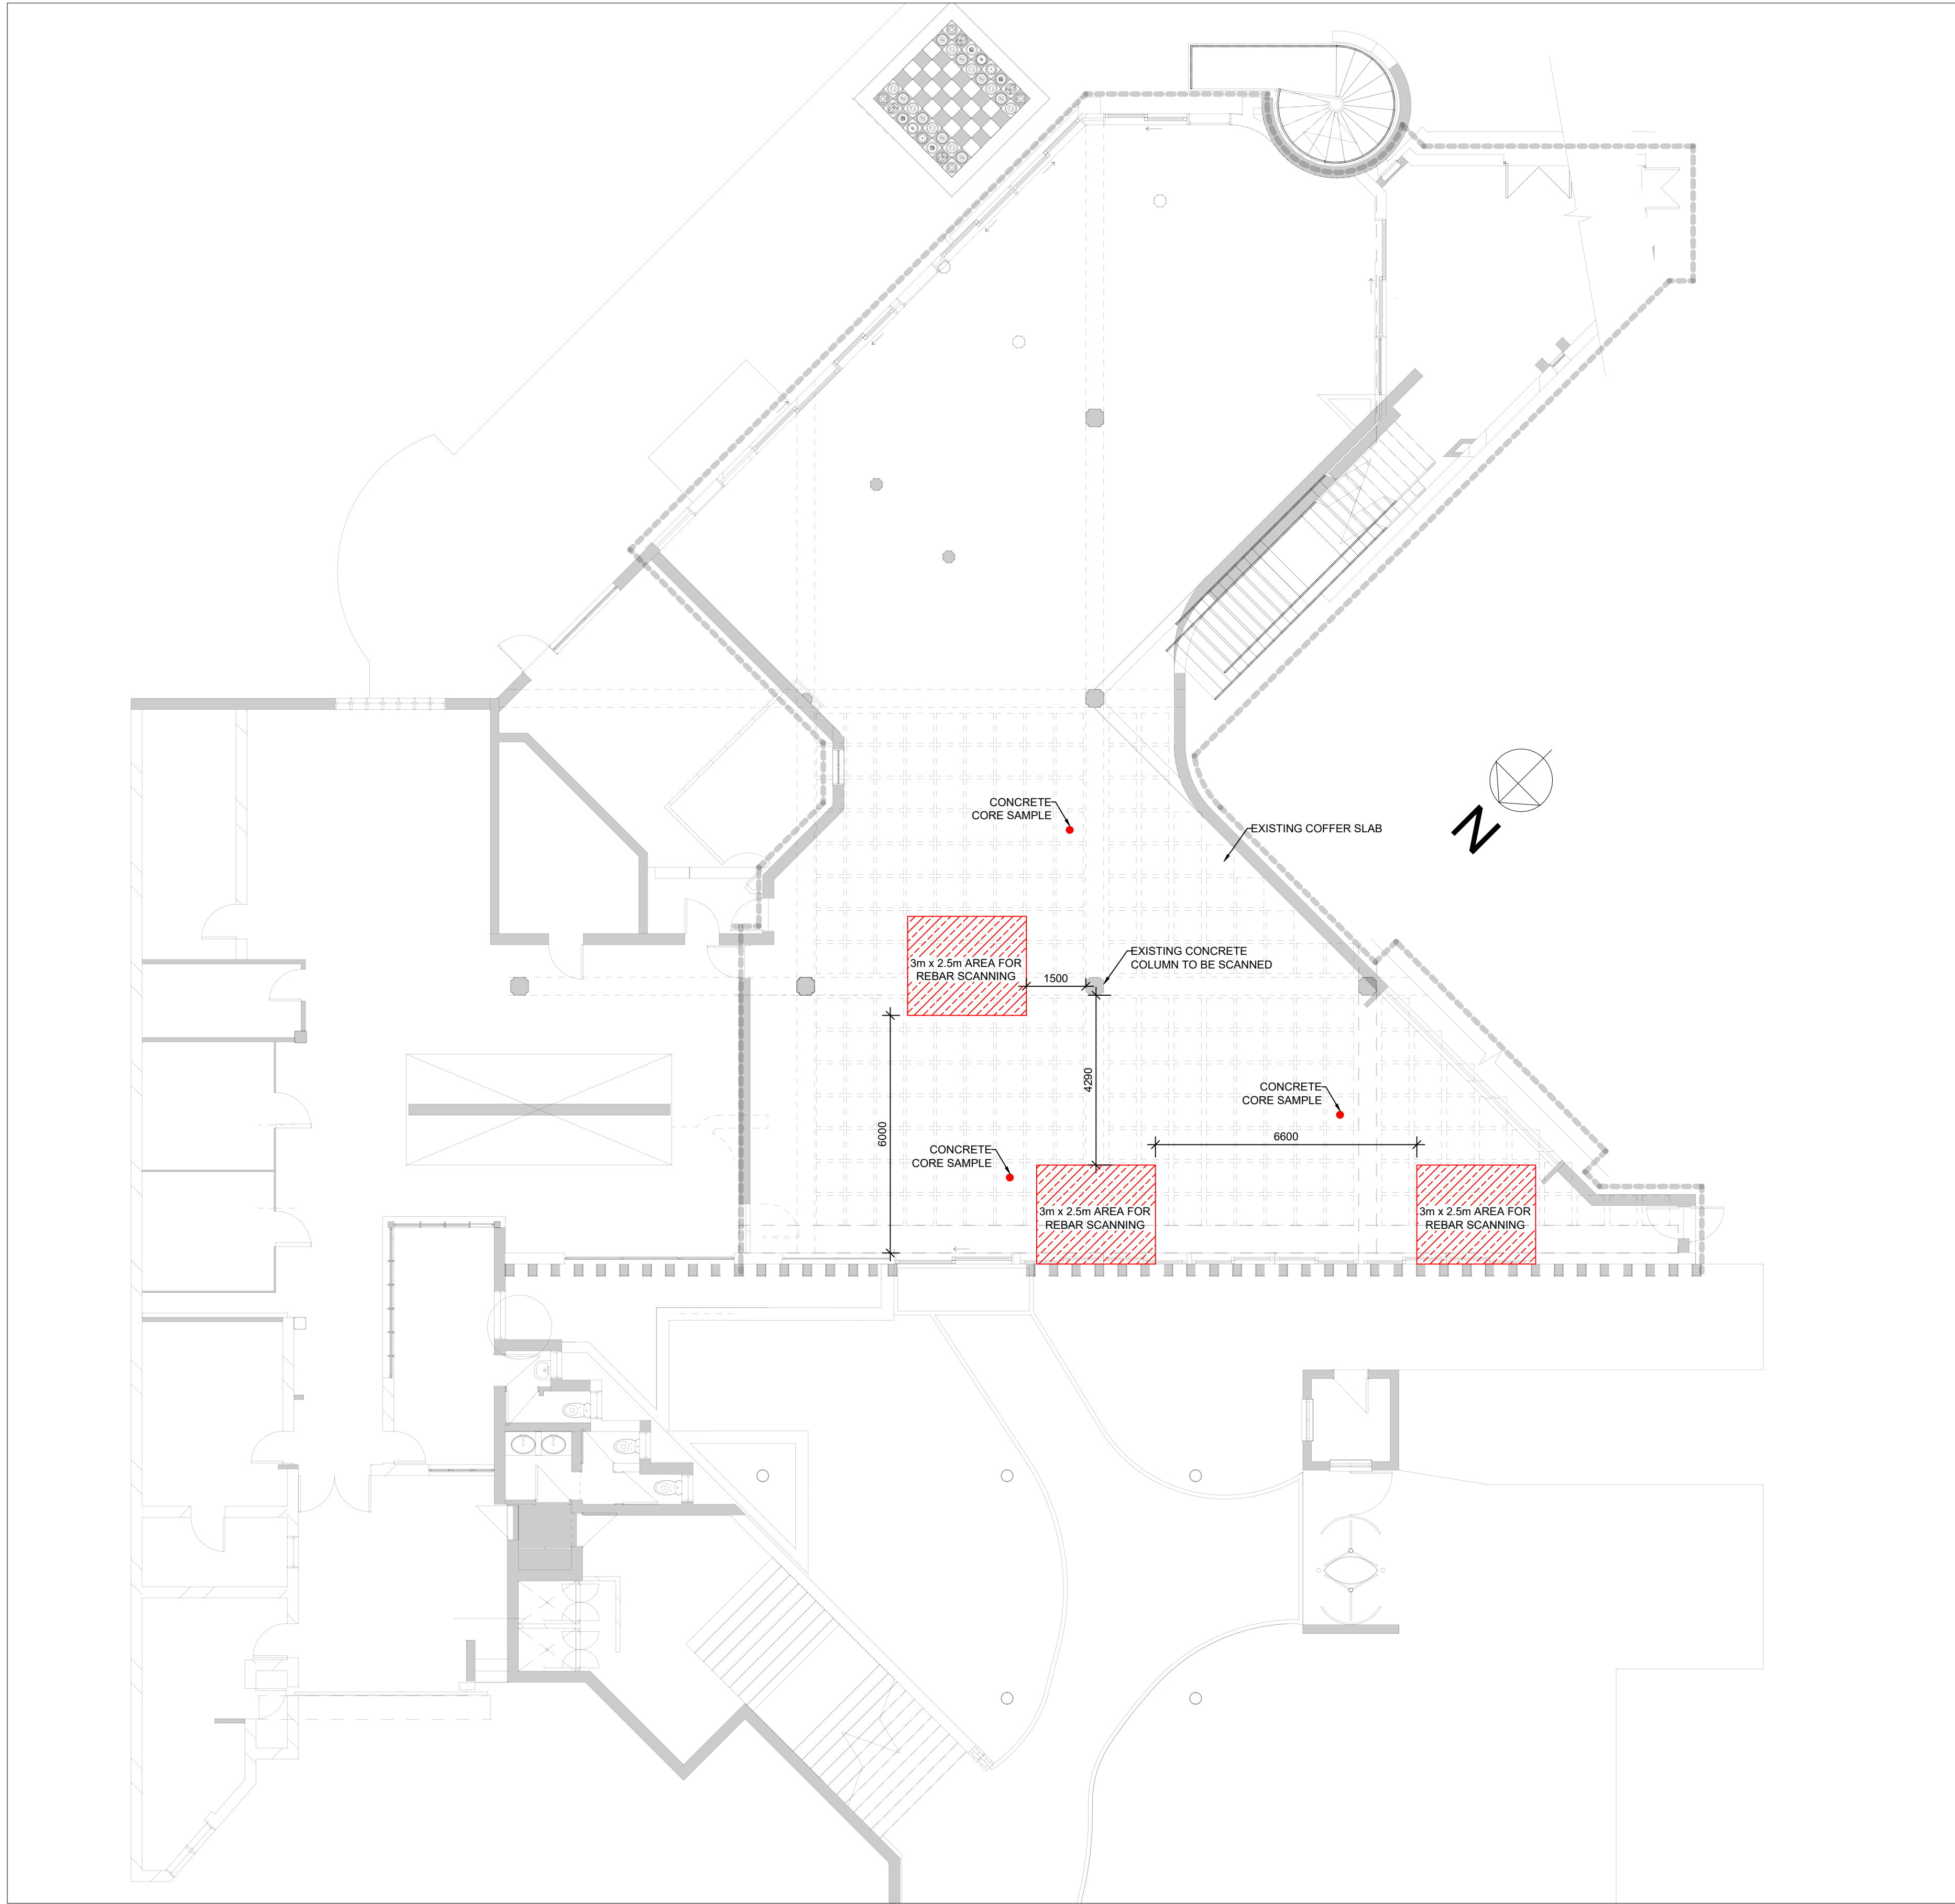 CONCRETE
CORE SAMPLE
EXISTING COFFER SLAB
N
EXISTING CONCRETE
COLUMN TO BE SCANNED
3m x 2.5m AREA FOR
REBAR SCANNING
1500
4290
6000
CONCRETE
CORE SAMPLE
6600
CONCRETE
CORE SAMPLE
3m x 2.5m AREA FOR
REBAR SCANNING
3m x 2.5m AREA FOR
REBAR SCANNING